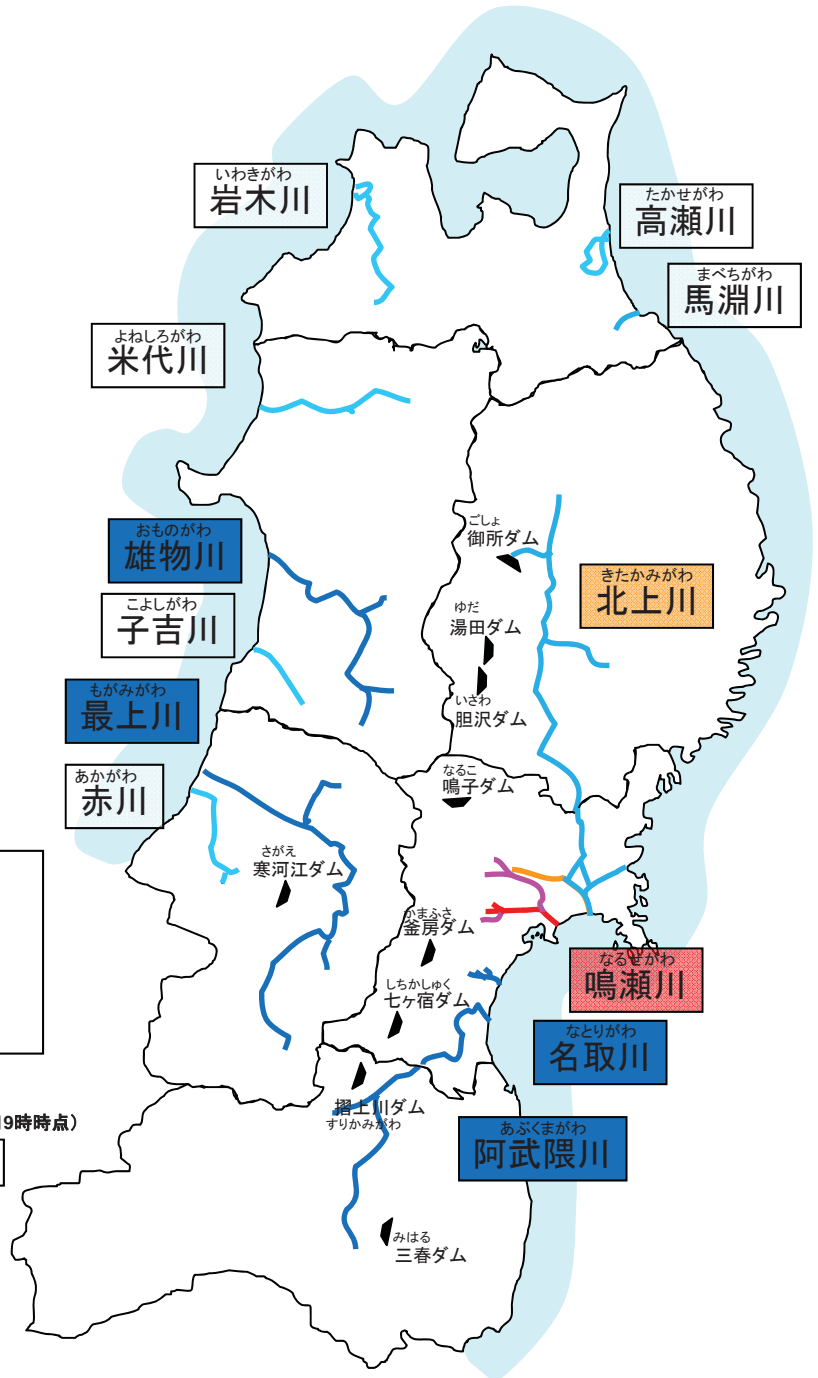 いわきがわ
岩木川
たかせがわ
高瀬川
まべちがわ
馬淵川
よねしろがわ
米代川
おものがわ
雄物川
ごしょ
御所ダム
きたかみがわ
北上川
こよしがわ
子吉川
ゆだ
湯田ダム
もがみがわ
最上川
いさわ
胆沢ダム
あかがわ
赤川
なるこ
鳴子ダム
さがえ
寒河江ダム
かまふさ
釜房ダム
なるせがわ
鳴瀬川
しちかしゅく
七ヶ宿ダム
なとりがわ
名取川
摺上川ダム
すりかみがわ
9時時点）
あぶくまがわ
阿武隈川
みはる
三春ダム